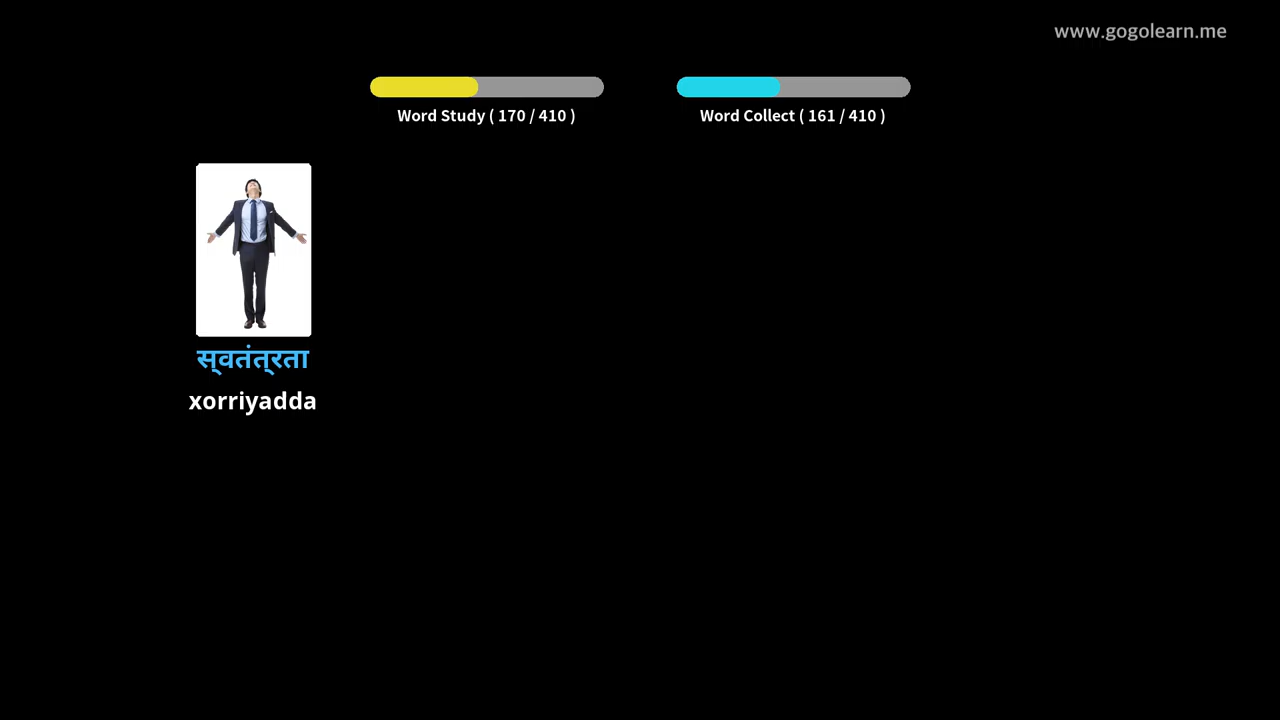 www.gogolearn.me
Word Study ( 170 / 410 )
Word Collect ( 161 / 410 )
स्वतंत्रता
xorriyadda